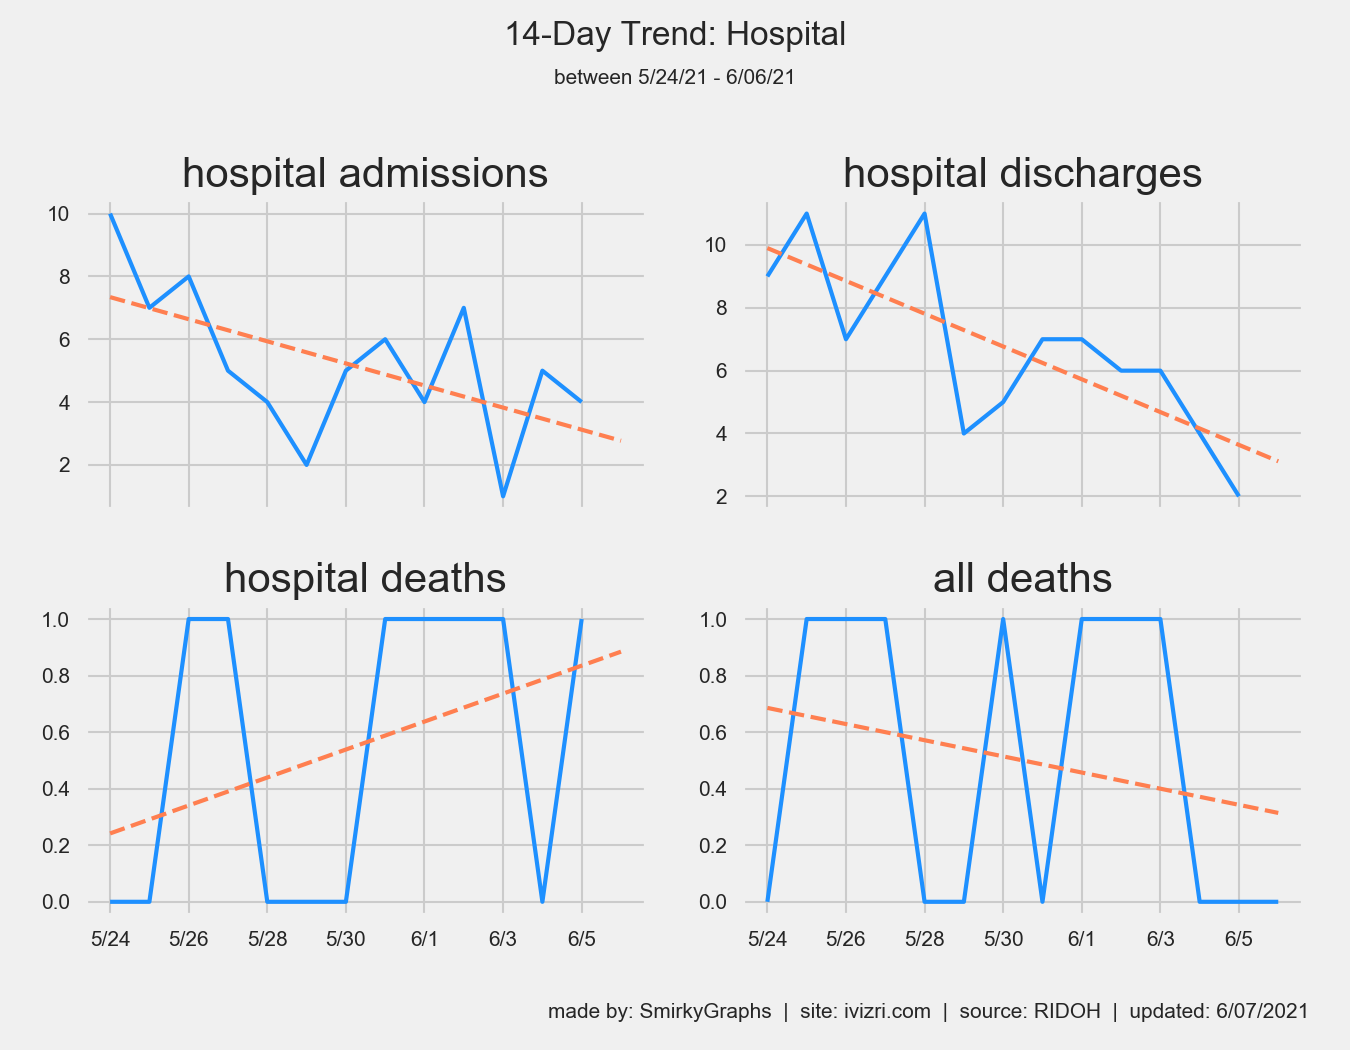 14-Day Trend: Hospital
between 5/24/21 - 6/06/21
hospital admissions
10
8
6
4
2
hospital discharges
10
8
6
4
2
hospital deaths
1.0
0.8
0.6
0.4
0.2
0.0
5/24 5/26 5/28 5/30 6/1 6/3 6/5
all deaths
1.0
0.8
0.6
0.4
0.2
0.0
5/24 5/26 5/28 5/30 6/1 6/3 6/5
made by: SmirkyGraphs | site: ivizri.com | source: RIDOH | updated: 6/07/2021